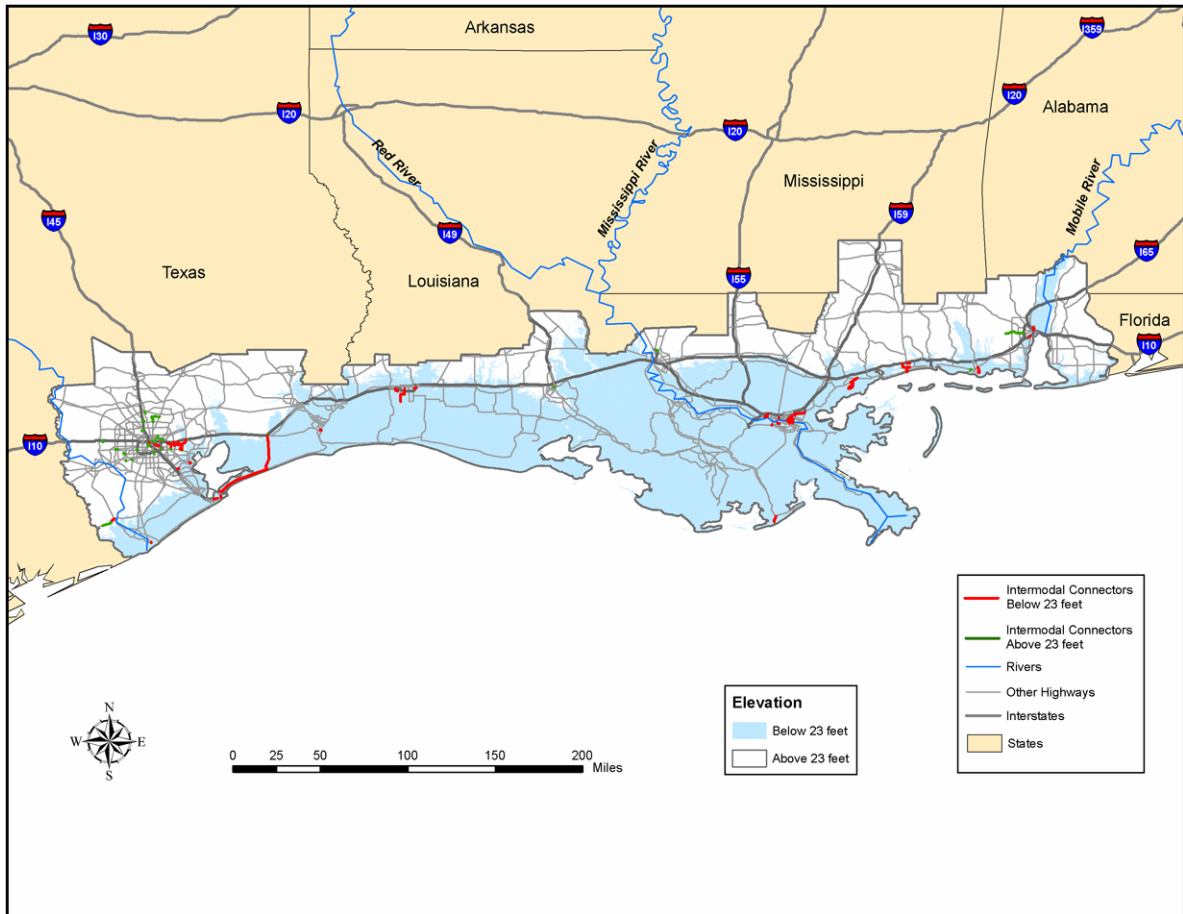 Arkansas
I30
I359
I20
I20
I20
Alabama
Red River
Mississippi River
Mississippi
Mobile River
I45
I49
I59
I65
Texas
Louisiana
I55
Florida
I10
I10
Intermodal Connectors
Below 23 feet
Intermodal Connectors
Above 23 feet
Rivers
Other Highways
Interstates
States
Elevation
Below 23 feet
Above 23 feet
N
W E
S
0 25 50 100 150 200
Miles